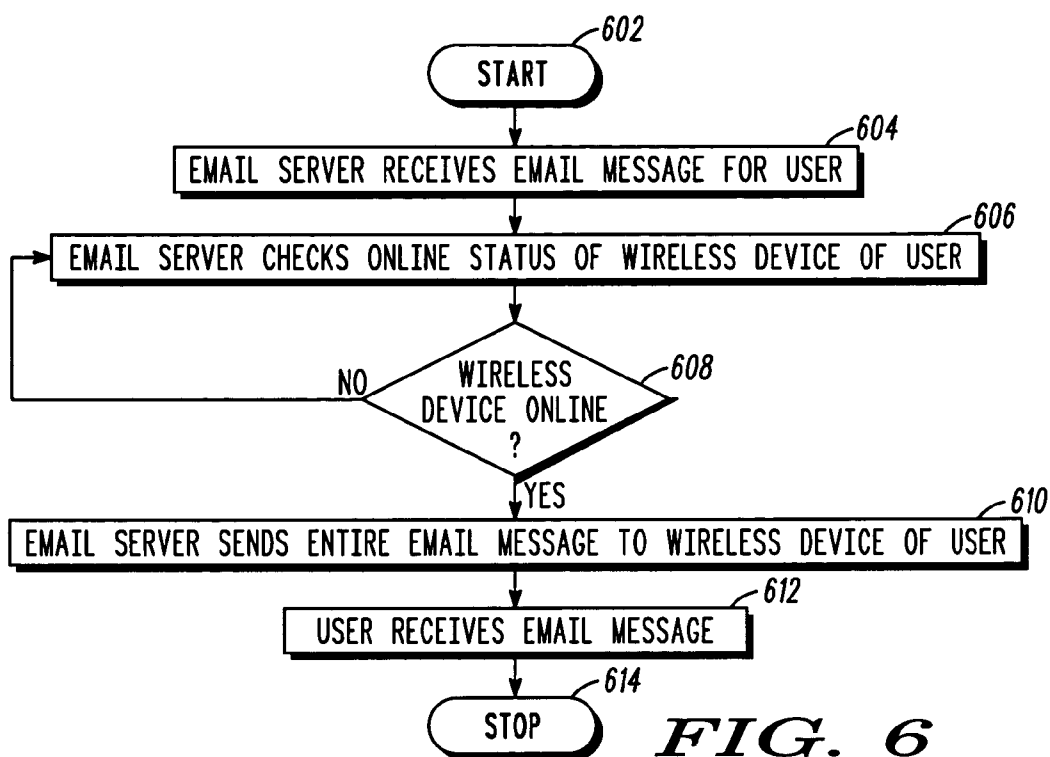 602
START
604
EMAIL SERVER RECEIVES EMAIL MESSAGE FOR USER
606
EMAIL SERVER CHECKS ONLINE STATUS OF WIRELESS DEVICE OF USER
608
NO
WIRELESS
DEVICE ONLINE
?
YES
610
EMAIL SERVER SENDS ENTIRE EMAIL MESSAGE TO WIRELESS DEVICE OF USER
612
USER RECEIVES EMAIL MESSAGE
614
STOP
FIG. 6